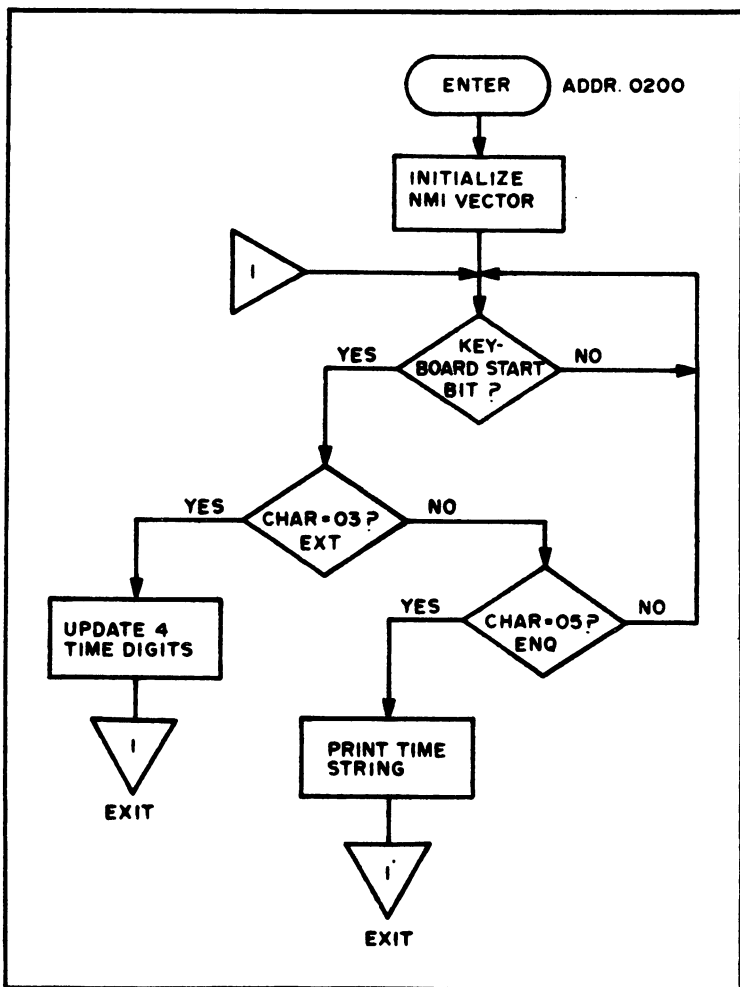 ENTER
ADDR. 0200
INITIALIZE
NMI VECTOR
1
KEY-
BOARD START
BIT ?
YES
NO
CHAR=03?
EXT
YES
NO
CHAR=05?
ENQ
YES
NO
UPDATE 4
TIME DIGITS
PRINT TIME
STRING
1
EXIT
1
EXIT